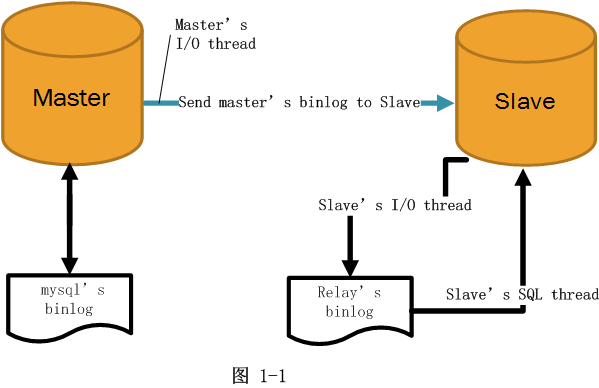 Master’s
I/O thread
Master
Send master’s binlog to Slave
Slave
Slave’s I/O thread
mysql’s
binlog
Relay’s
binlog
Slave’s SQL thread
图 1-1